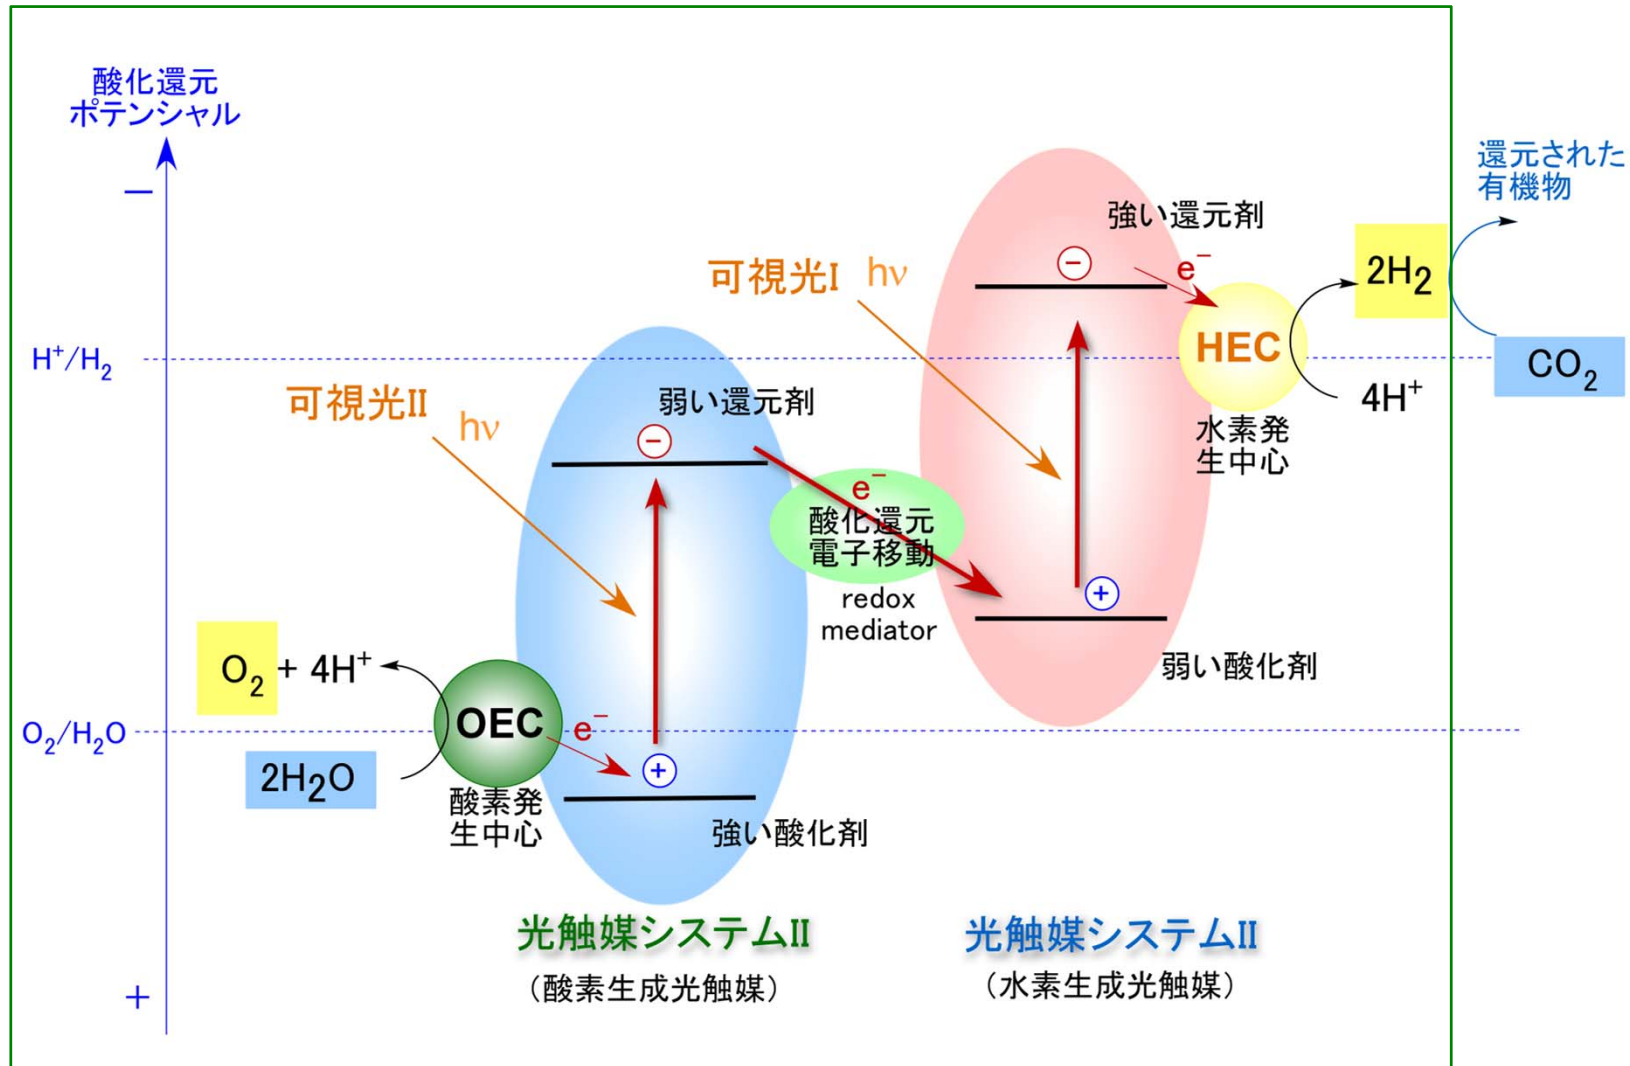 酸化還元
ポテンシャル
−
還元された
有機物
強い還元剤
可視光I hν
− e⁻
2H₂
HEC
H⁺/H₂
CO₂
4H⁺
可視光II hν
弱い還元剤
−
水素発
生中心
e⁻
酸化還元
電子移動
redox
mediator
+
弱い酸化剤
O₂ + 4H⁺
OEC
e⁻
O₂/H₂O
+
2H₂O
酸素発
生中心
強い酸化剤
光触媒システムII
(酸素生成光触媒)
光触媒システムII
(水素生成光触媒)
+